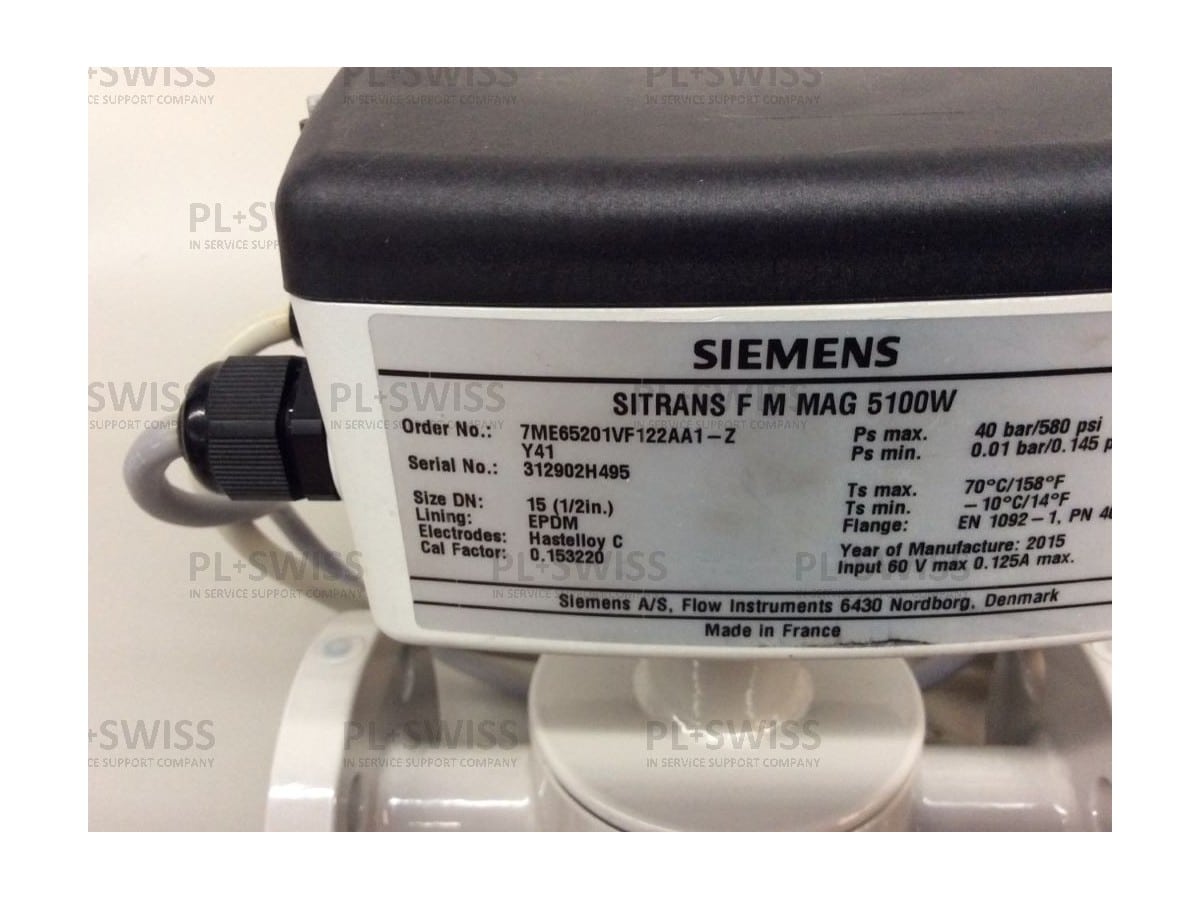 SIEMENS
SITRANS F M MAG 5100W
Order No.: 7ME65201VF122AA1-Z
Y41
Serial No.: 312902H495
Size DN: 15 (1/2in.)
Lining: EPDM
Electrodes: Hastelloy C
Cal Factor: 0.153220
Ps max. 40 bar/580 psi
Ps min. 0.01 bar/0.145
Ts max. 70°C/158°F
Ts min. -10°C/14°F
Flange: EN 1092-1, PN
Year of Manufacture: 2015
Input 60 V max 0.125A max.
Siemens A/S, Flow Instruments 6430 Nordborg, Denmark
Made in France
PL+SWISS
IN SERVICE SUPPORT COMPANY